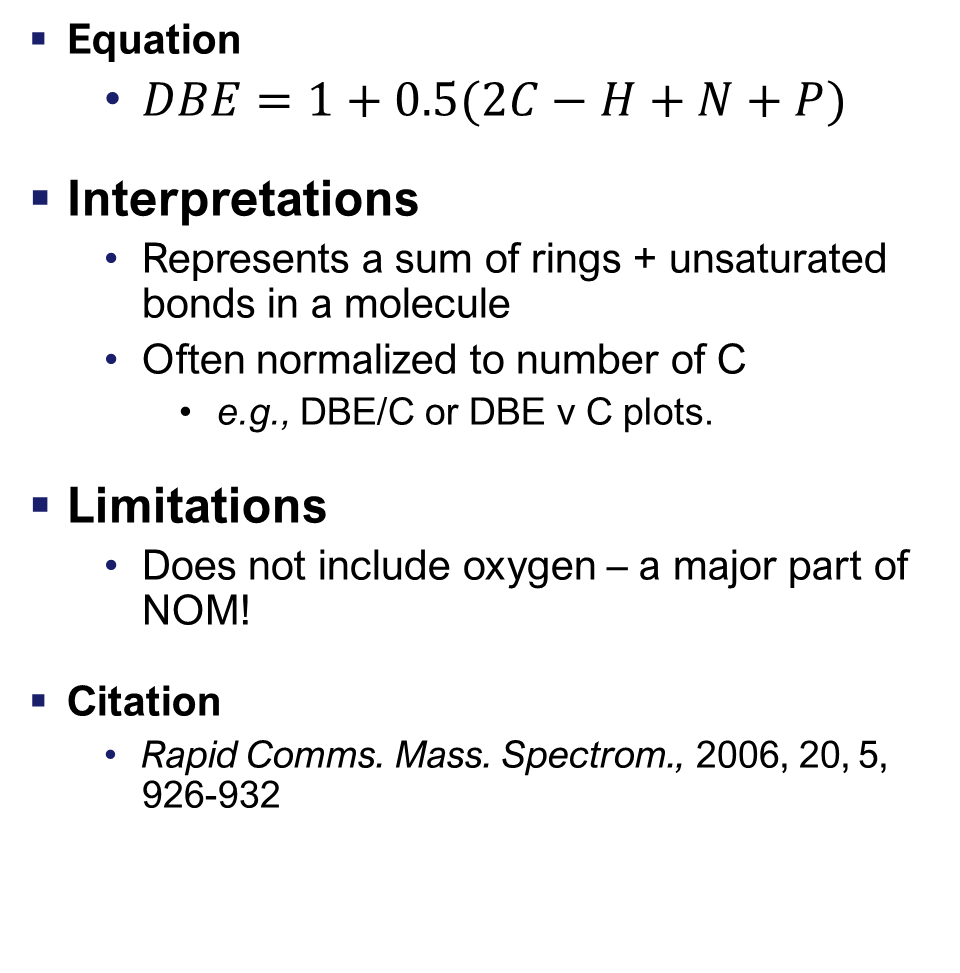 ▪ Equation
• DBE = 1 + 0.5(2C − H + N + P)
▪ Interpretations
• Represents a sum of rings + unsaturated
bonds in a molecule
• Often normalized to number of C
• e.g., DBE/C or DBE v C plots.
▪ Limitations
• Does not include oxygen – a major part of
NOM!
▪ Citation
• Rapid Comms. Mass. Spectrom., 2006, 20, 5,
926-932